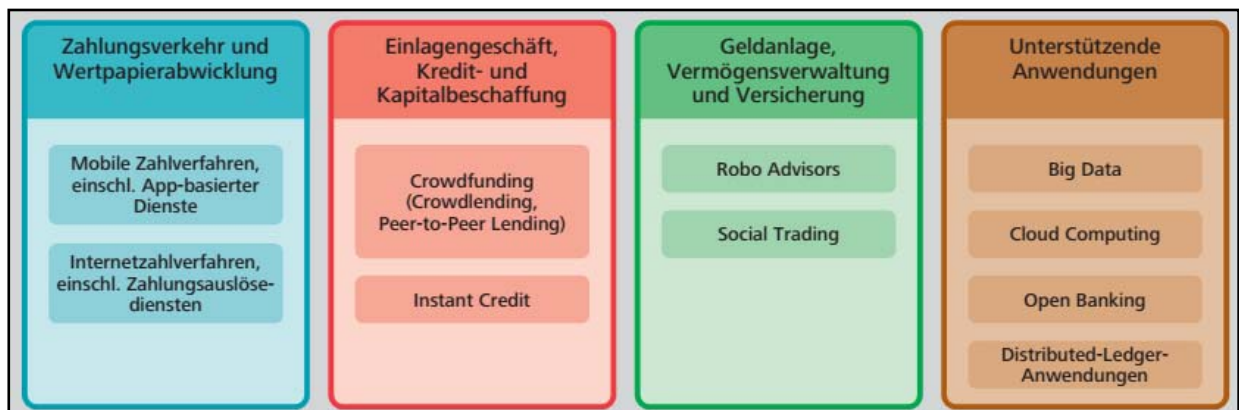 Zahlungsverkehr und
Wertpapierabwicklung
Mobile Zahlverfahren,
einschl. App-basierter
Dienste
Internetzahlverfahren,
einschl. Zahlungsauslöse-
diensten
Einlagengeschäft,
Kredit- und
Kapitalbeschaffung
Crowdfunding
(Crowdlending,
Peer-to-Peer Lending)
Instant Credit
Geldanlage,
Vermögensverwaltung
und Versicherung
Robo Advisors
Social Trading
Unterstützende
Anwendungen
Big Data
Cloud Computing
Open Banking
Distributed-Ledger-
Anwendungen